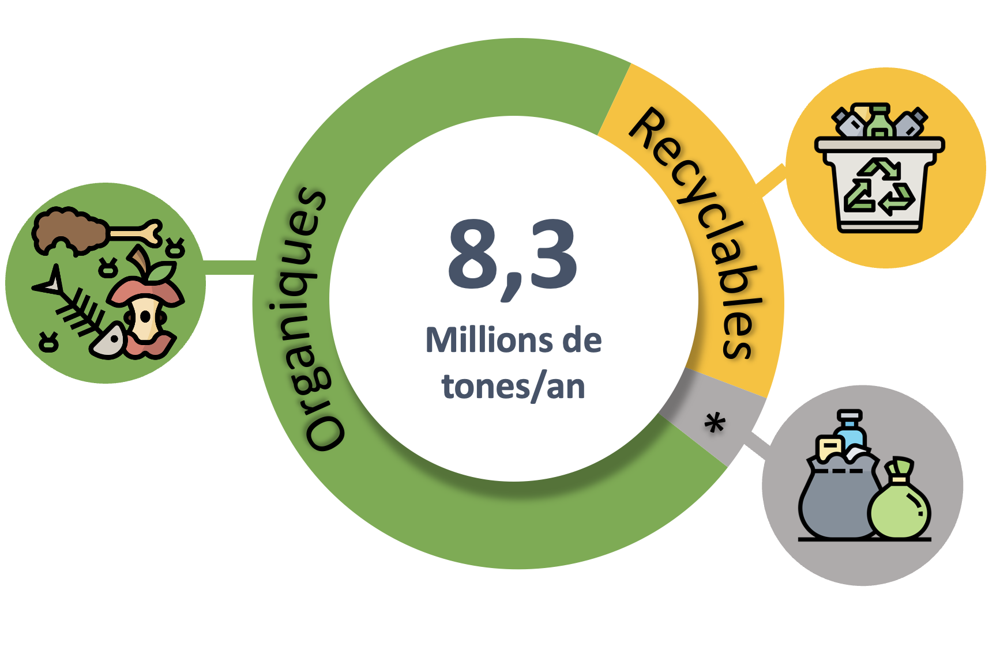 Organiques
Recyclables
8,3
Millions de
tones/an
*